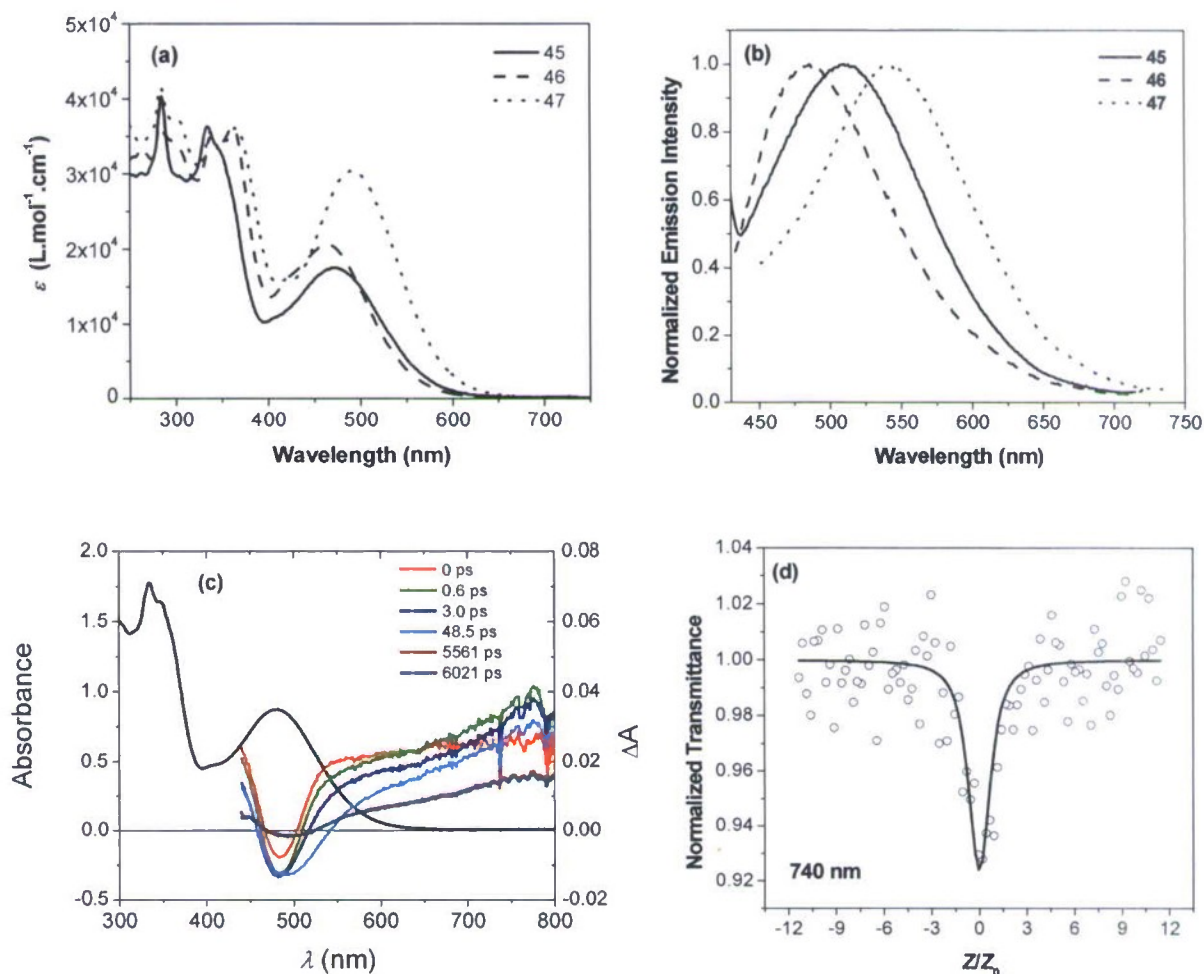 (a)
45
46
47
5x10⁴
4x10⁴
3x10⁴
2x10⁴
1x10⁴
0
300 400 500 600 700
ε (L.mol⁻¹.cm⁻¹)
Wavelength (nm)
(b)
45
46
47
1.0
0.8
0.6
0.4
0.2
0.0
450 500 550 600 650 700 750
Normalized Emission Intensity
Wavelength (nm)
(c)
0 ps
0.6 ps
3.0 ps
48.5 ps
5561 ps
6021 ps
2.0
1.5
1.0
0.5
0.0
-0.5
0.08
0.06
0.04
0.02
0.00
-0.02
300 400 500 600 700 800
Absorbance
ΔA
λ (nm)
(d)
1.04
1.02
1.00
0.98
0.96
0.94
0.92
740 nm
-12 -9 -6 -3 0 3 6 9 12
Normalized Transmittance